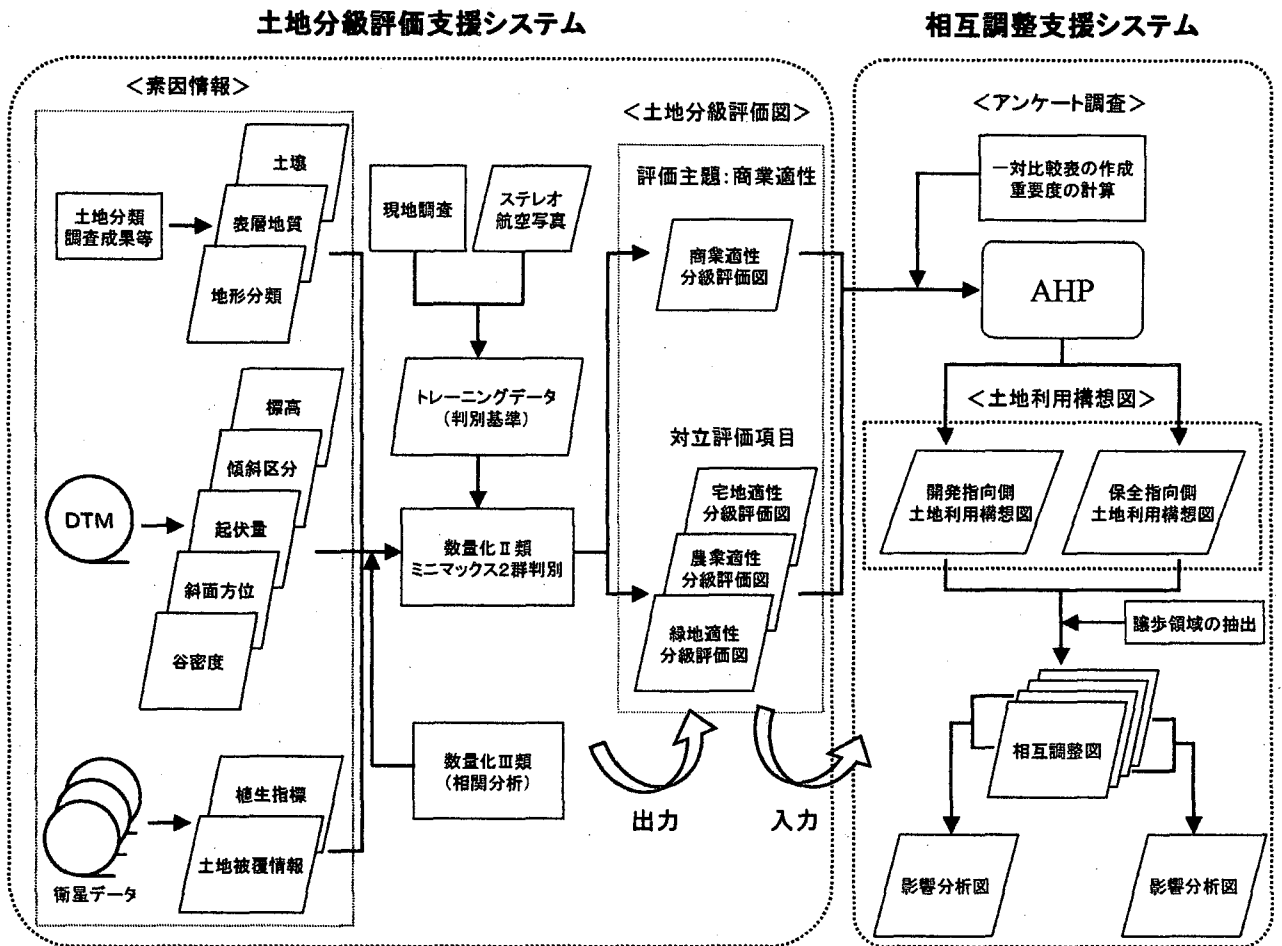 土地分級評価支援システム
相互調整支援システム
＜素因情報＞
土地分類
調査成果等
土壌
表層地質
地形分類
DTM
標高
傾斜区分
起伏量
斜面方位
谷密度
衛星データ
植生指標
土地被覆情報
現地調査
ステレオ
航空写真
トレーニングデータ
(判別基準)
数量化Ⅱ類
ミニマックス2群判別
数量化Ⅲ類
(相関分析)
＜土地分級評価図＞
評価主題：商業適性
商業適性
分級評価図
対立評価項目
宅地適性
分級評価図
農業適性
分級評価図
緑地適性
分級評価図
出力
入力
＜アンケート調査＞
一対比較表の作成
重要度の計算
AHP
＜土地利用構想図＞
開発指向側
土地利用構想図
保全指向側
土地利用構想図
譲歩領域の抽出
相互調整図
影響分析図
影響分析図